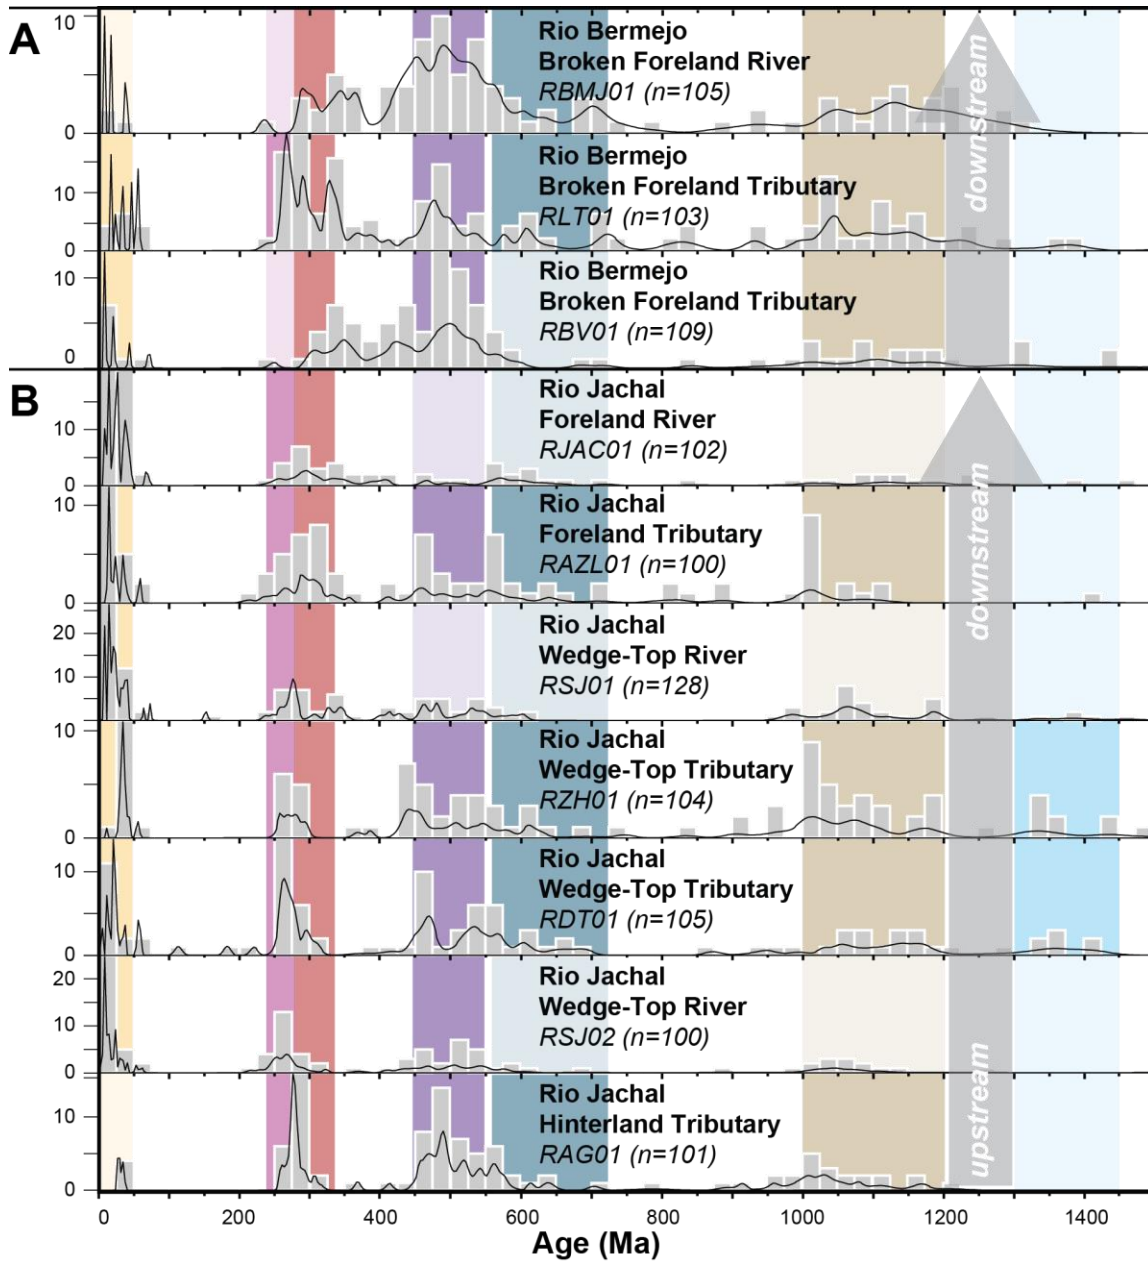 A
10
0
Rio Bermejo
Broken Foreland River
RBMJ01 (n=105)
10
0
Rio Bermejo
Broken Foreland Tributary
RLT01 (n=103)
10
0
Rio Bermejo
Broken Foreland Tributary
RBV01 (n=109)
downstream
B
10
0
Rio Jachal
Foreland River
RJAC01 (n=102)
10
0
Rio Jachal
Foreland Tributary
RAZL01 (n=100)
downstream
20
10
0
Rio Jachal
Wedge-Top River
RSJ01 (n=128)
10
0
Rio Jachal
Wedge-Top Tributary
RZH01 (n=104)
10
0
Rio Jachal
Wedge-Top Tributary
RDT01 (n=105)
20
10
0
Rio Jachal
Wedge-Top River
RSJ02 (n=100)
10
0
Rio Jachal
Hinterland Tributary
RAG01 (n=101)
upstream
0 200 400 600 800 1000 1200 1400
Age (Ma)